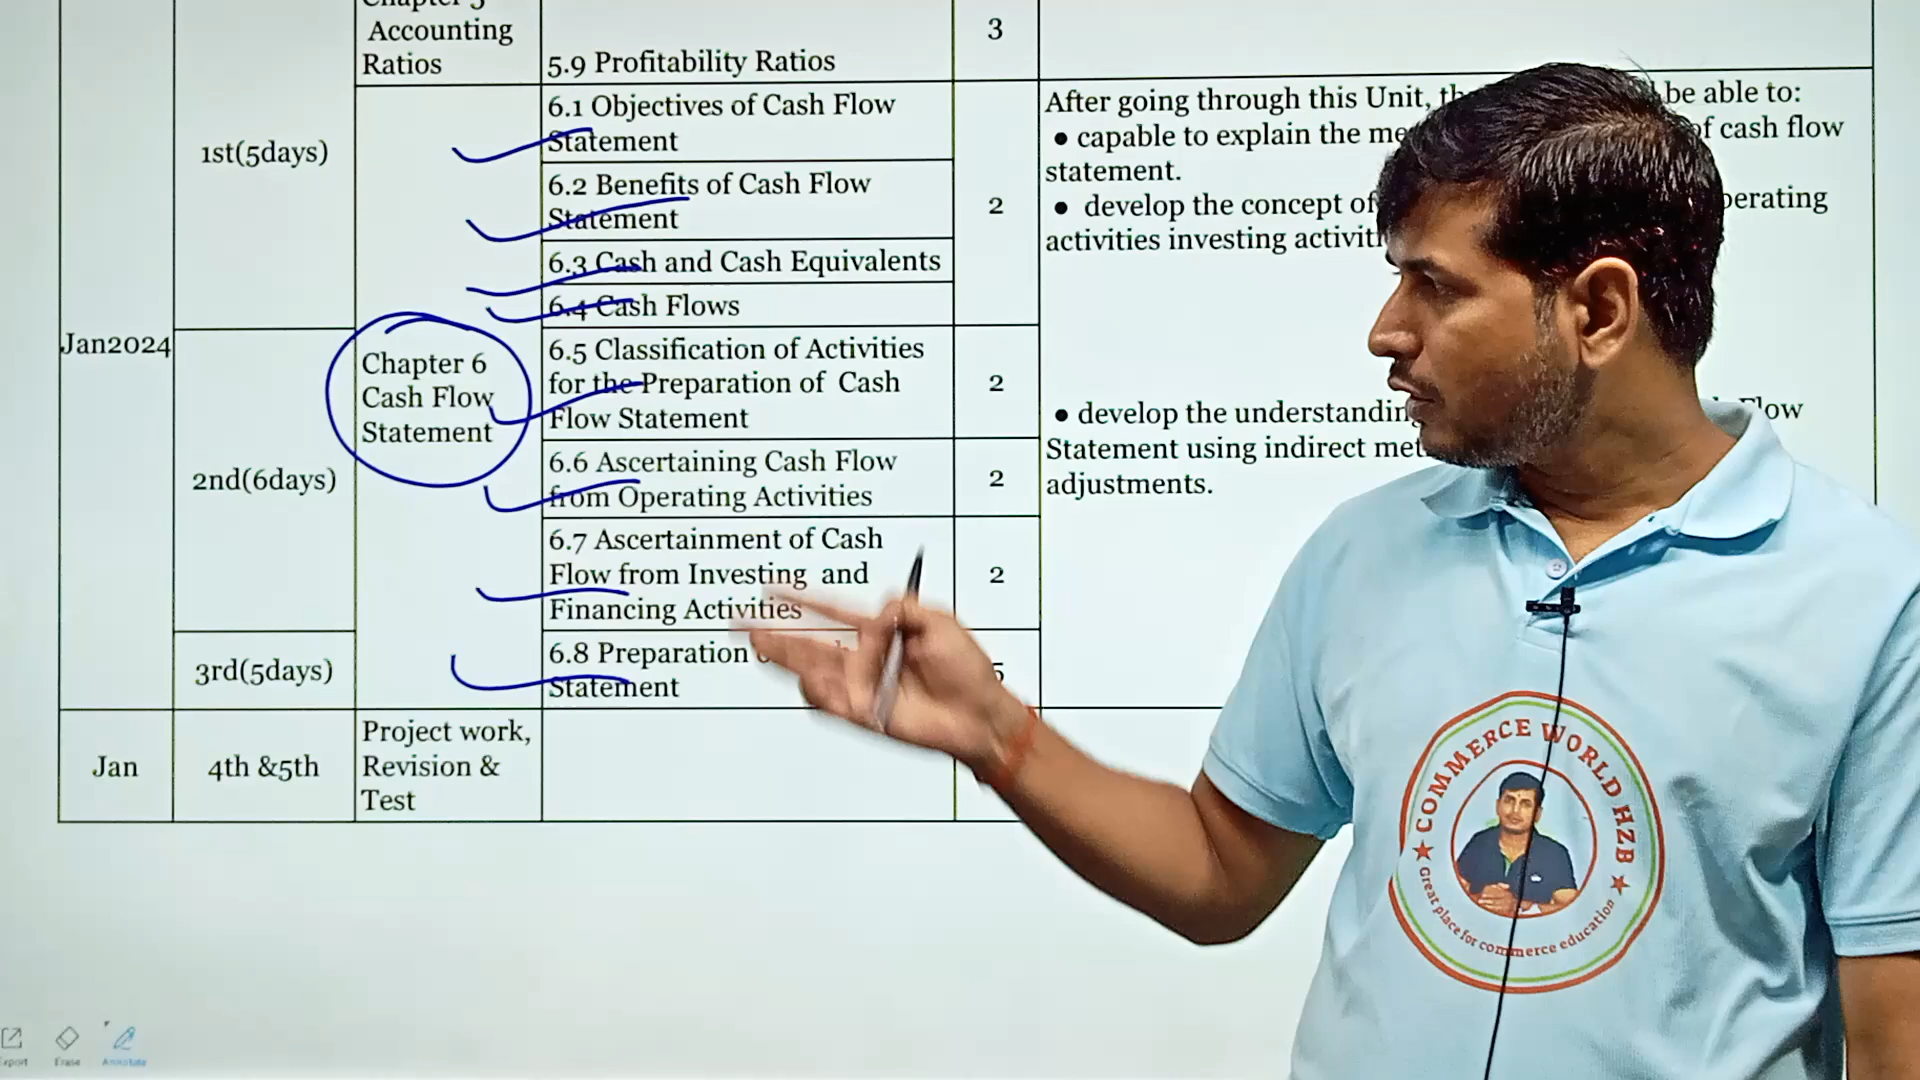 Accounting
Ratios
5.9 Profitability Ratios
3
Jan2024
1st(5days)
6.1 Objectives of Cash Flow
Statement
6.2 Benefits of Cash Flow
Statement
6.3 Cash and Cash Equivalents
6.4 Cash Flows
2
After going through this Unit,
be able to:
● capable to explain the
of cash flow
statement.
● develop the concept of
operating
activities investing
2nd(6days)
Chapter 6
Cash Flow
Statement
6.5 Classification of Activities
for the Preparation of Cash
Flow Statement
2
6.6 Ascertaining Cash Flow
from Operating Activities
2
6.7 Ascertainment of Cash
Flow from Investing and
Financing Activities
2
● develop the
Flow
Statement using indirect
adjustments.
3rd(5days)
6.8 Preparation
Statement
5
Jan
4th &5th
Project work,
Revision &
Test
COMMERCE WORLD HZB
Great place for commerce education
Export
Erase
Annotate